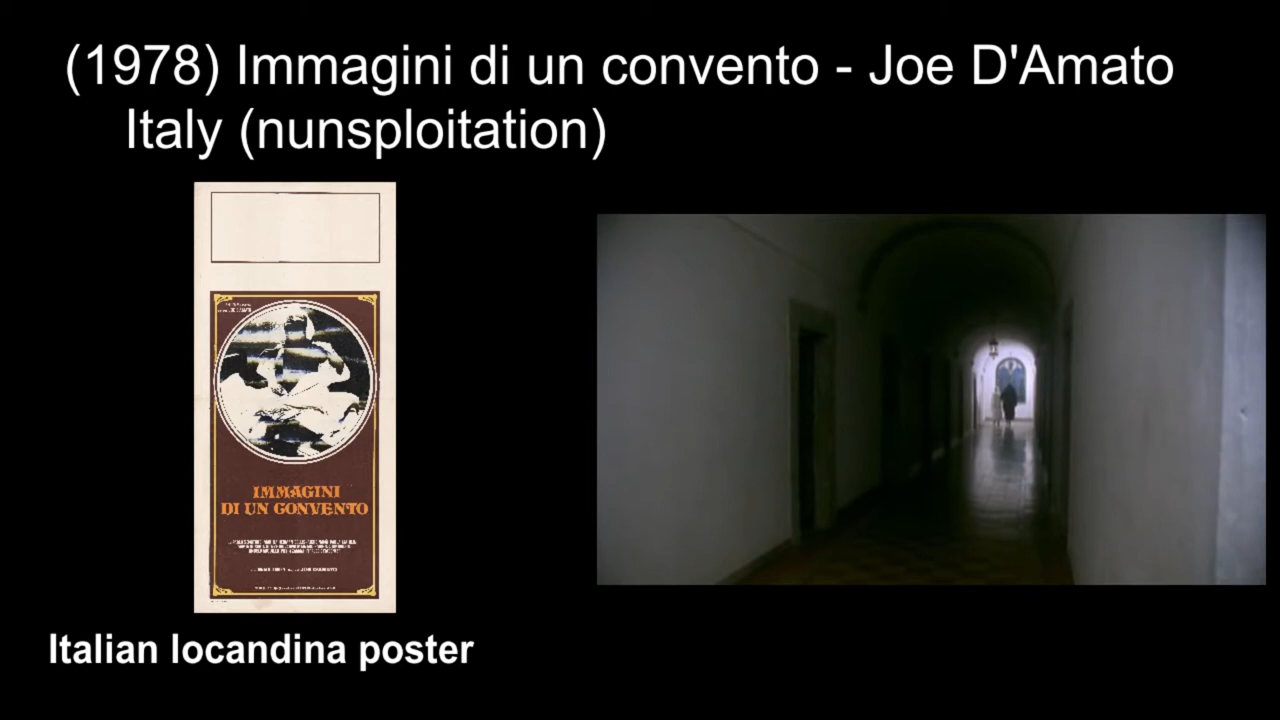 (1978) Immagini di un convento - Joe D'Amato
Italy (nunsploitation)
IMMAGINI
DI UN CONVENTO
Italian locandina poster